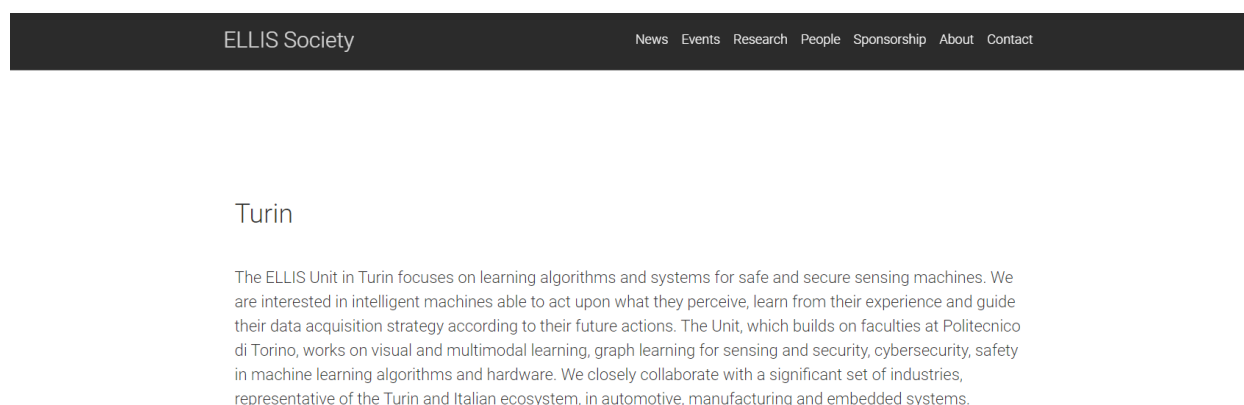 ELLIS Society
News Events Research People Sponsorship About Contact
Turin
The ELLIS Unit in Turin focuses on learning algorithms and systems for safe and secure sensing machines. We
are interested in intelligent machines able to act upon what they perceive, learn from their experience and guide
their data acquisition strategy according to their future actions. The Unit, which builds on faculties at Politecnico
di Torino, works on visual and multimodal learning, graph learning for sensing and security, cybersecurity, safety
in machine learning algorithms and hardware. We closely collaborate with a significant set of industries,
representative of the Turin and Italian ecosystem, in automotive, manufacturing and embedded systems.